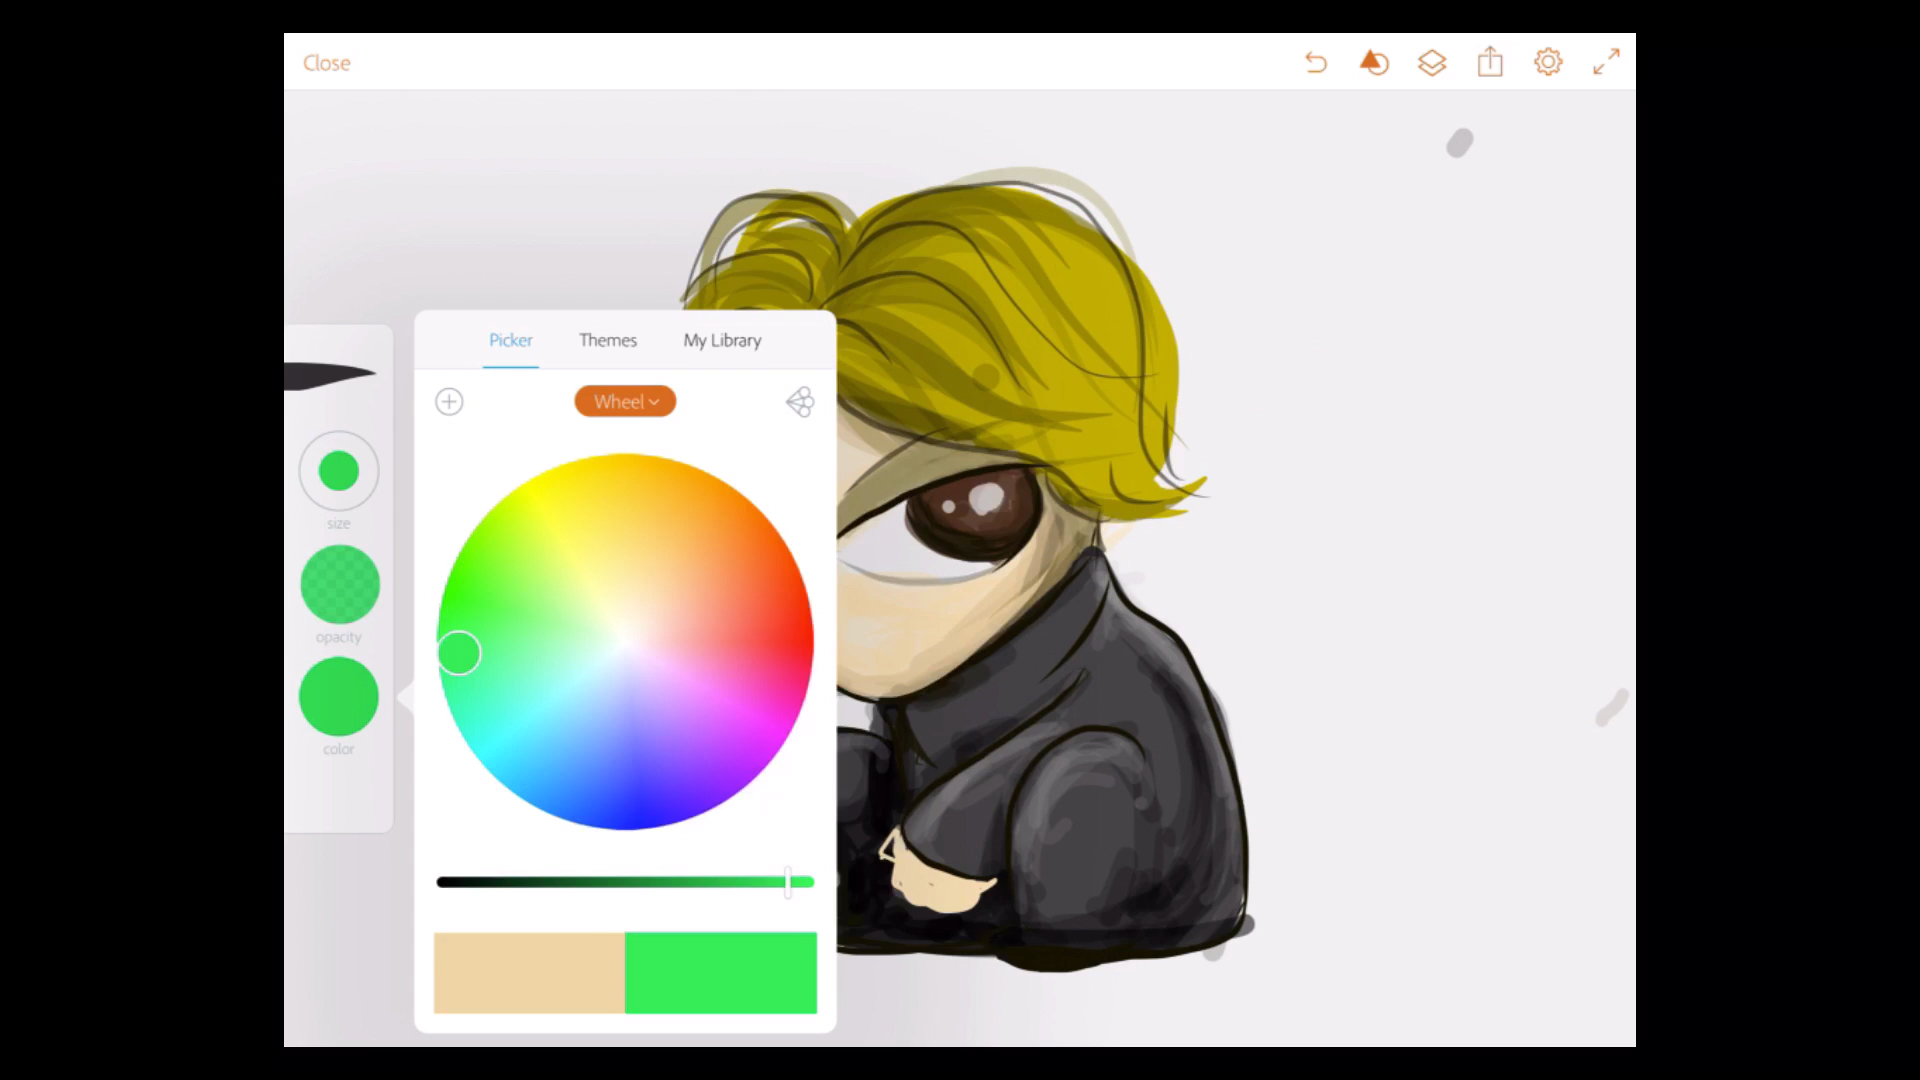 Close
Picker Themes My Library
Wheel
size
opacity
color